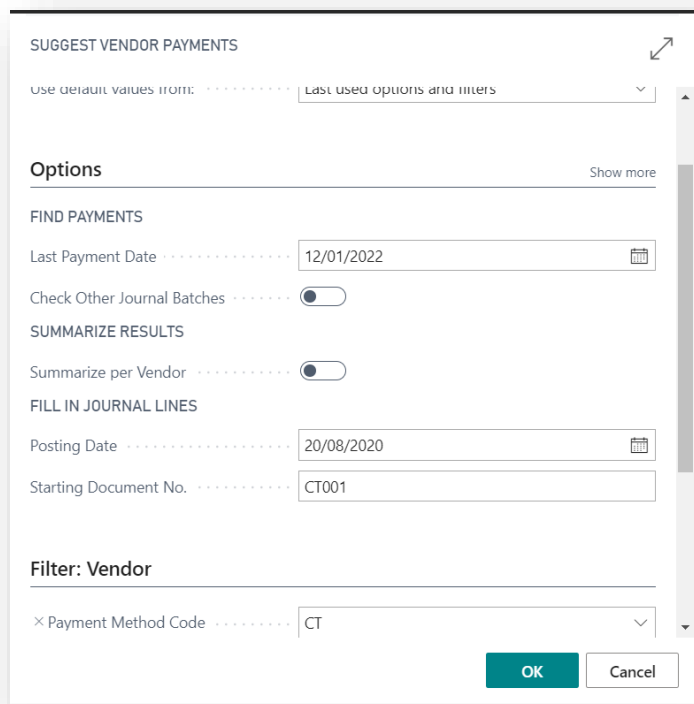 SUGGEST VENDOR PAYMENTS
Use default values from: Last used options and filters
Options Show more
FIND PAYMENTS
Last Payment Date 12/01/2022
Check Other Journal Batches
SUMMARIZE RESULTS
Summarize per Vendor
FILL IN JOURNAL LINES
Posting Date 20/08/2020
Starting Document No. CT001
Filter: Vendor
× Payment Method Code CT
OK Cancel